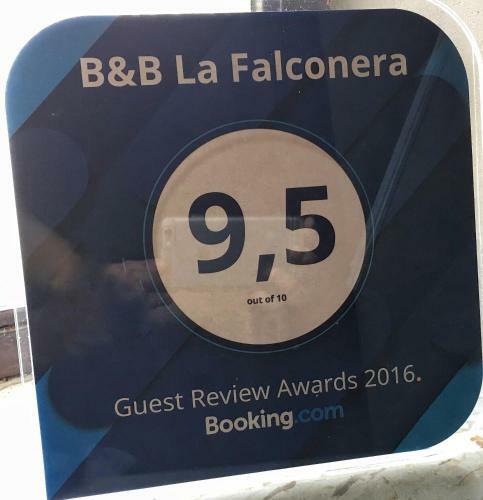 B&B La Falconera
9,5
out of 10
Guest Review Awards 2016.
Booking.com